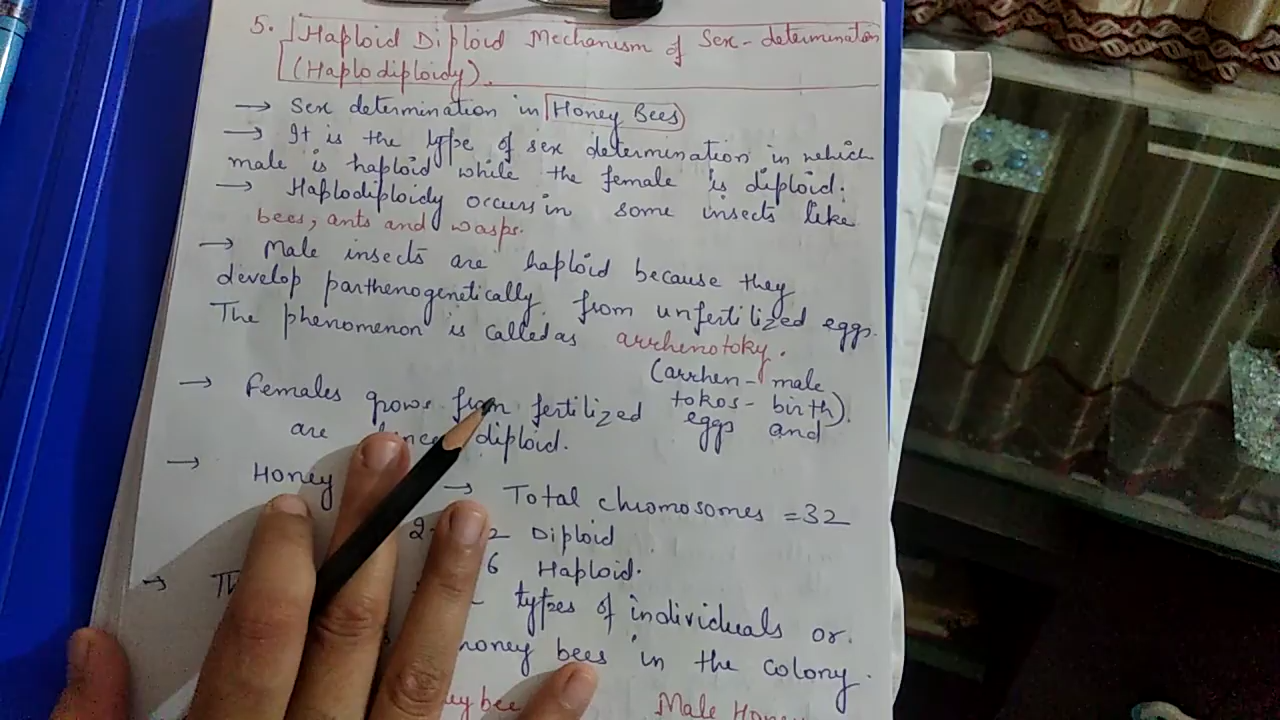 5. Haploid Diploid Mechanism of Sex-determination
(Haplodiploidy).
→ Sex determination in Honey Bees
→ It is the type of sex determination in which
male is haploid while the female is diploid.
→ Haplodiploidy occurs in some insects like
bees, ants and wasps.
→ Male insects are haploid because they
develop parthenogenetically from unfertilized eggs.
The phenomenon is called as arrhenotoky.
(arrhen - male
tokos - birth).
→ Females grows from fertilized eggs and
are diploid.
→ Honey → Total chromosomes = 32
Diploid
Haploid.
→ types of individuals or
honey bees in the colony.
bee Male